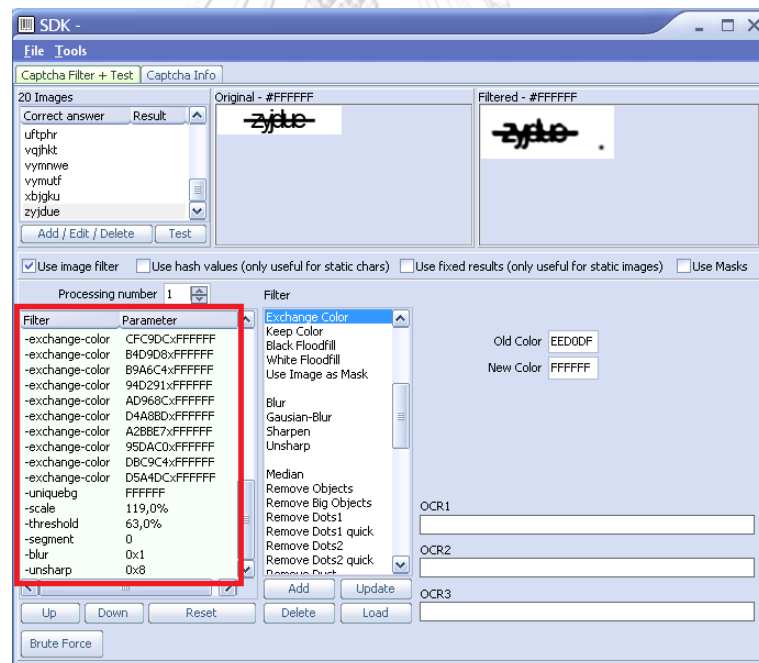 SDK -
File Tools
Captcha Filter + Test Captcha Info
20 Images
Correct answer Result
uftphr
vqjhkt
vymnwe
vymutf
xbjgku
zyjdue
Add / Edit / Delete Test
Original - #FFFFFF
zyjdue
Filtered - #FFFFFF
zyjdue .
Use image filter Use hash values (only useful for static chars) Use fixed results (only useful for static images) Use Masks
Processing number 1
Filter Parameter
-exchange-color CFC9DCxFFFFFF
-exchange-color B4D9D8xFFFFFF
-exchange-color B9A6C4xFFFFFF
-exchange-color 94D291xFFFFFF
-exchange-color AD968CxFFFFFF
-exchange-color D4A8BDxFFFFFF
-exchange-color A2BBE7xFFFFFF
-exchange-color 95DAC0xFFFFFF
-exchange-color DBC9C4xFFFFFF
-exchange-color D5A4DCxFFFFFF
-uniquebg FFFFFF
-scale 119,0%
-threshold 63,0%
-segment 0
-blur 0x1
-unsharp 0x8
Up Down Reset
Brute Force
Filter
Exchange Color
Keep Color
Black Floodfill
White Floodfill
Use Image as Mask
Blur
Gausian-Blur
Sharpen
Unsharp
Median
Remove Objects
Remove Big Objects
Remove Dots1
Remove Dots1 quick
Remove Dots2
Remove Dots2 quick
Remove Dust
Add Update
Delete Load
Old Color EED0DF
New Color FFFFFF
OCR1
OCR2
OCR3